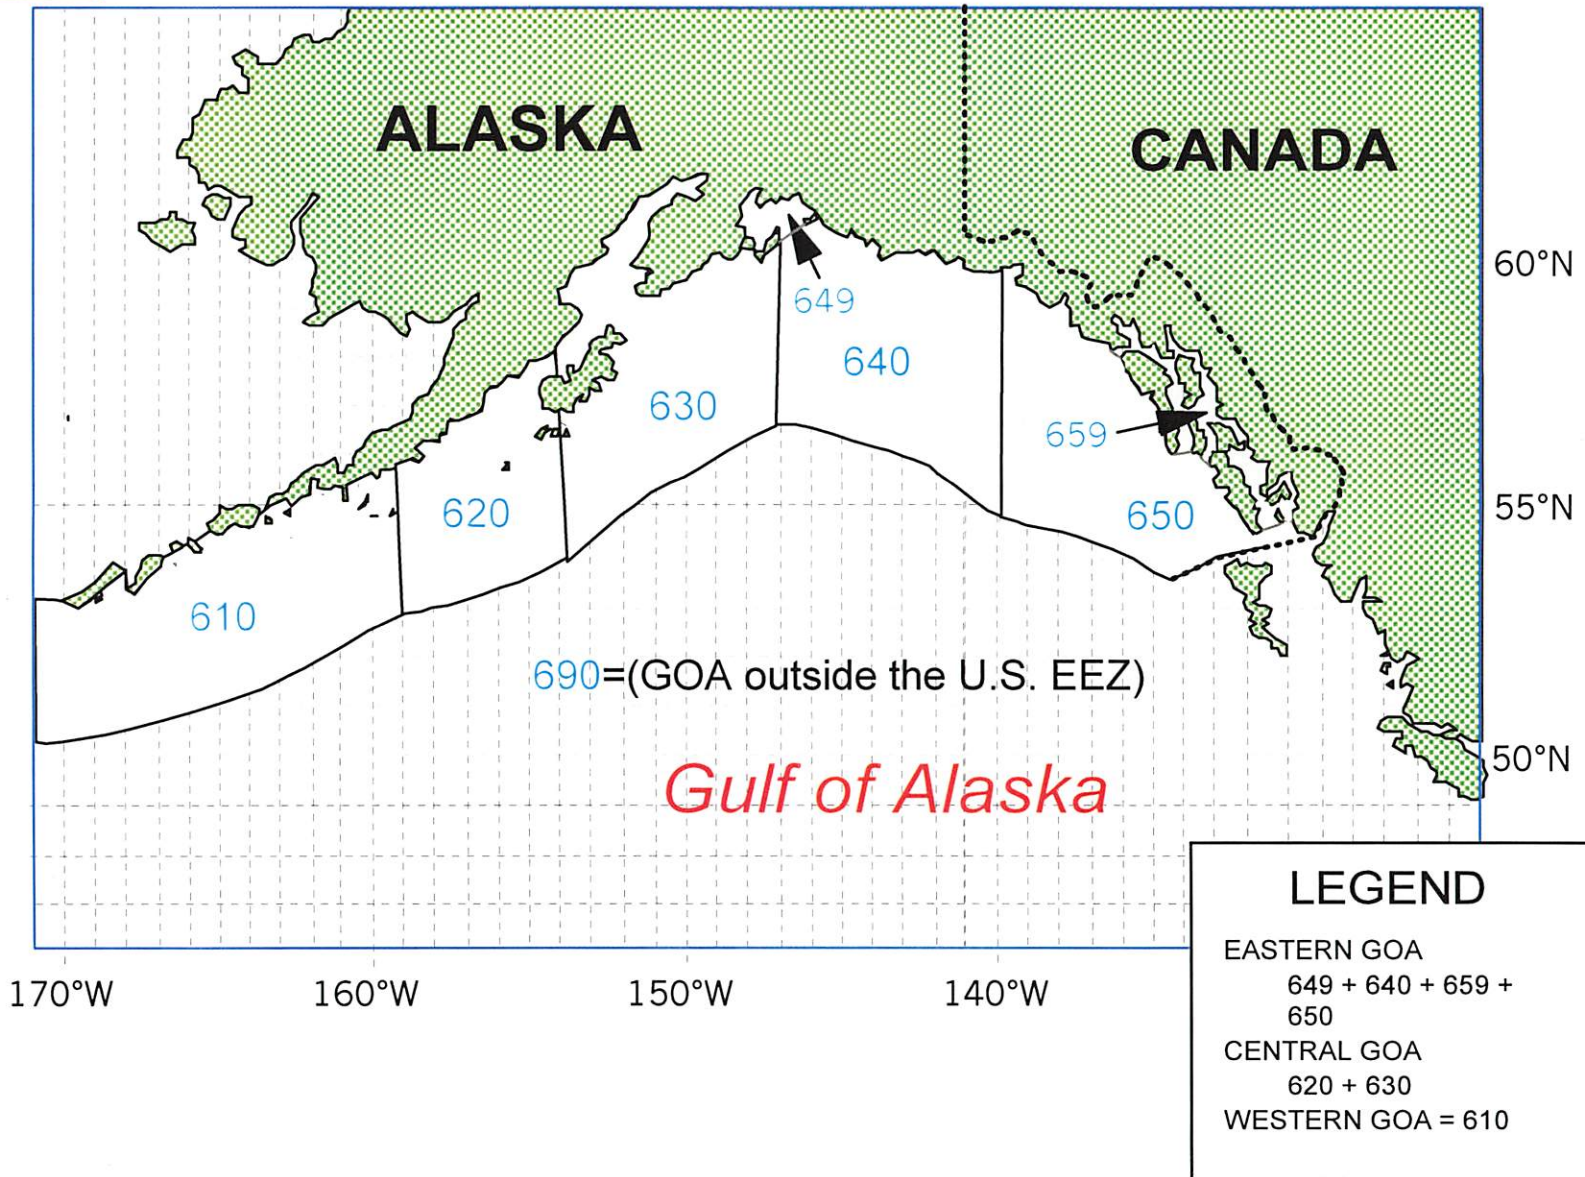 ALASKA
CANADA
60°N
649
640
630
659
620
650
55°N
610
690=(GOA outside the U.S. EEZ)
50°N
Gulf of Alaska
170°W
160°W
150°W
140°W
LEGEND
EASTERN GOA
649 + 640 + 659 +
650
CENTRAL GOA
620 + 630
WESTERN GOA = 610